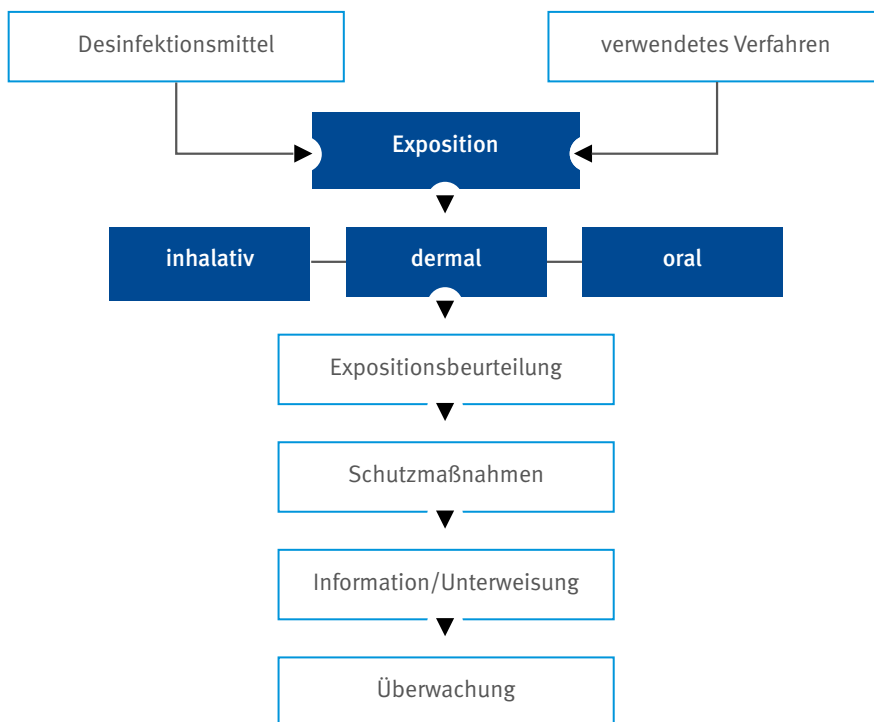 Desinfektionsmittel
verwendetes Verfahren
Exposition
inhalativ
dermal
oral
Expositionsbeurteilung
Schutzmaßnahmen
Information/Unterweisung
Überwachung